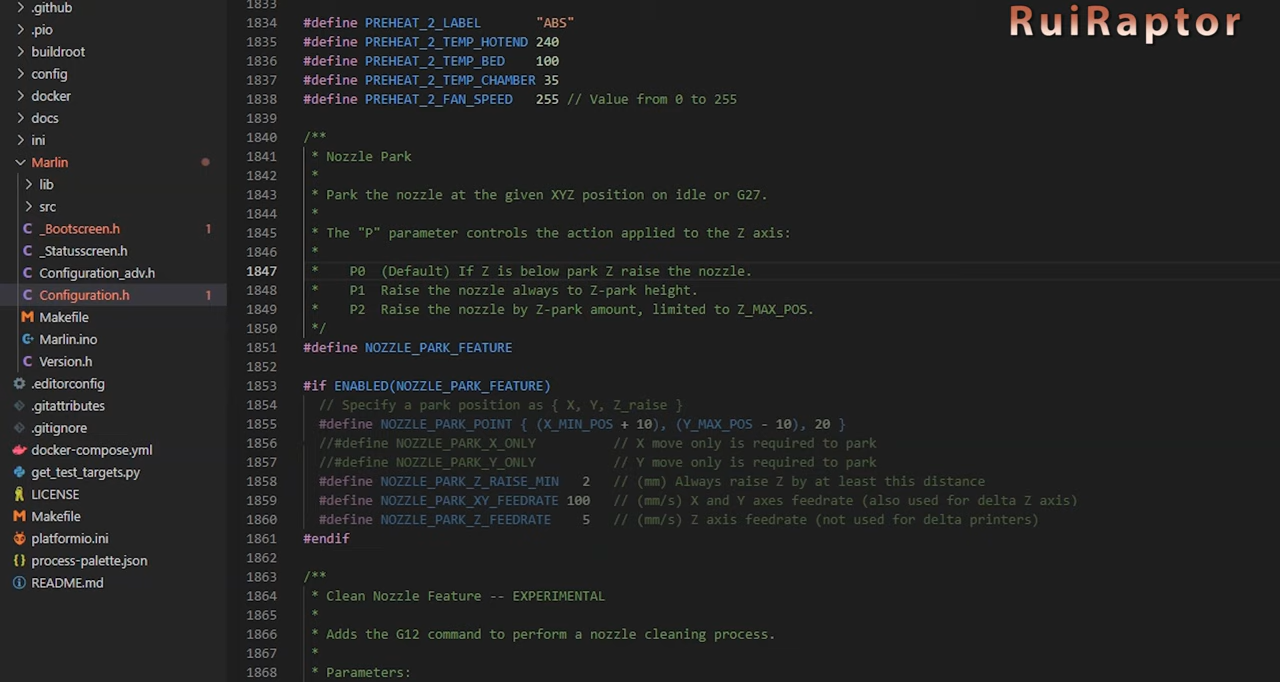 RuiRaptor
.github
.pio
buildroot
config
docker
docs
ini
Marlin
lib
src
_Bootscreen.h 1
_Statusscreen.h
Configuration_adv.h
Configuration.h 1
Makefile
Marlin.ino
Version.h
.editorconfig
.gitattributes
.gitignore
docker-compose.yml
get_test_targets.py
LICENSE
Makefile
platformio.ini
process-palette.json
README.md
1833
1834 #define PREHEAT_2_LABEL "ABS"
1835 #define PREHEAT_2_TEMP_HOTEND 240
1836 #define PREHEAT_2_TEMP_BED 100
1837 #define PREHEAT_2_TEMP_CHAMBER 35
1838 #define PREHEAT_2_FAN_SPEED 255 // Value from 0 to 255
1839
1840 /**
1841 * Nozzle Park
1842 *
1843 * Park the nozzle at the given XYZ position on idle or G27.
1844 *
1845 * The "P" parameter controls the action applied to the Z axis:
1846 *
1847 * P0 (Default) If Z is below park Z raise the nozzle.
1848 * P1 Raise the nozzle always to Z-park height.
1849 * P2 Raise the nozzle by Z-park amount, limited to Z_MAX_POS.
1850 */
1851 #define NOZZLE_PARK_FEATURE
1852
1853 #if ENABLED(NOZZLE_PARK_FEATURE)
1854 // Specify a park position as { X, Y, Z_raise }
1855 #define NOZZLE_PARK_POINT { (X_MIN_POS + 10), (Y_MAX_POS - 10), 20 }
1856 //#define NOZZLE_PARK_X_ONLY // X move only is required to park
1857 //#define NOZZLE_PARK_Y_ONLY // Y move only is required to park
1858 #define NOZZLE_PARK_Z_RAISE_MIN 2 // (mm) Always raise Z by at least this distance
1859 #define NOZZLE_PARK_XY_FEEDRATE 100 // (mm/s) X and Y axes feedrate (also used for delta Z axis)
1860 #define NOZZLE_PARK_Z_FEEDRATE 5 // (mm/s) Z axis feedrate (not used for delta printers)
1861 #endif
1862
1863 /**
1864 * Clean Nozzle Feature -- EXPERIMENTAL
1865 *
1866 * Adds the G12 command to perform a nozzle cleaning process.
1867 *
1868 * Parameters: